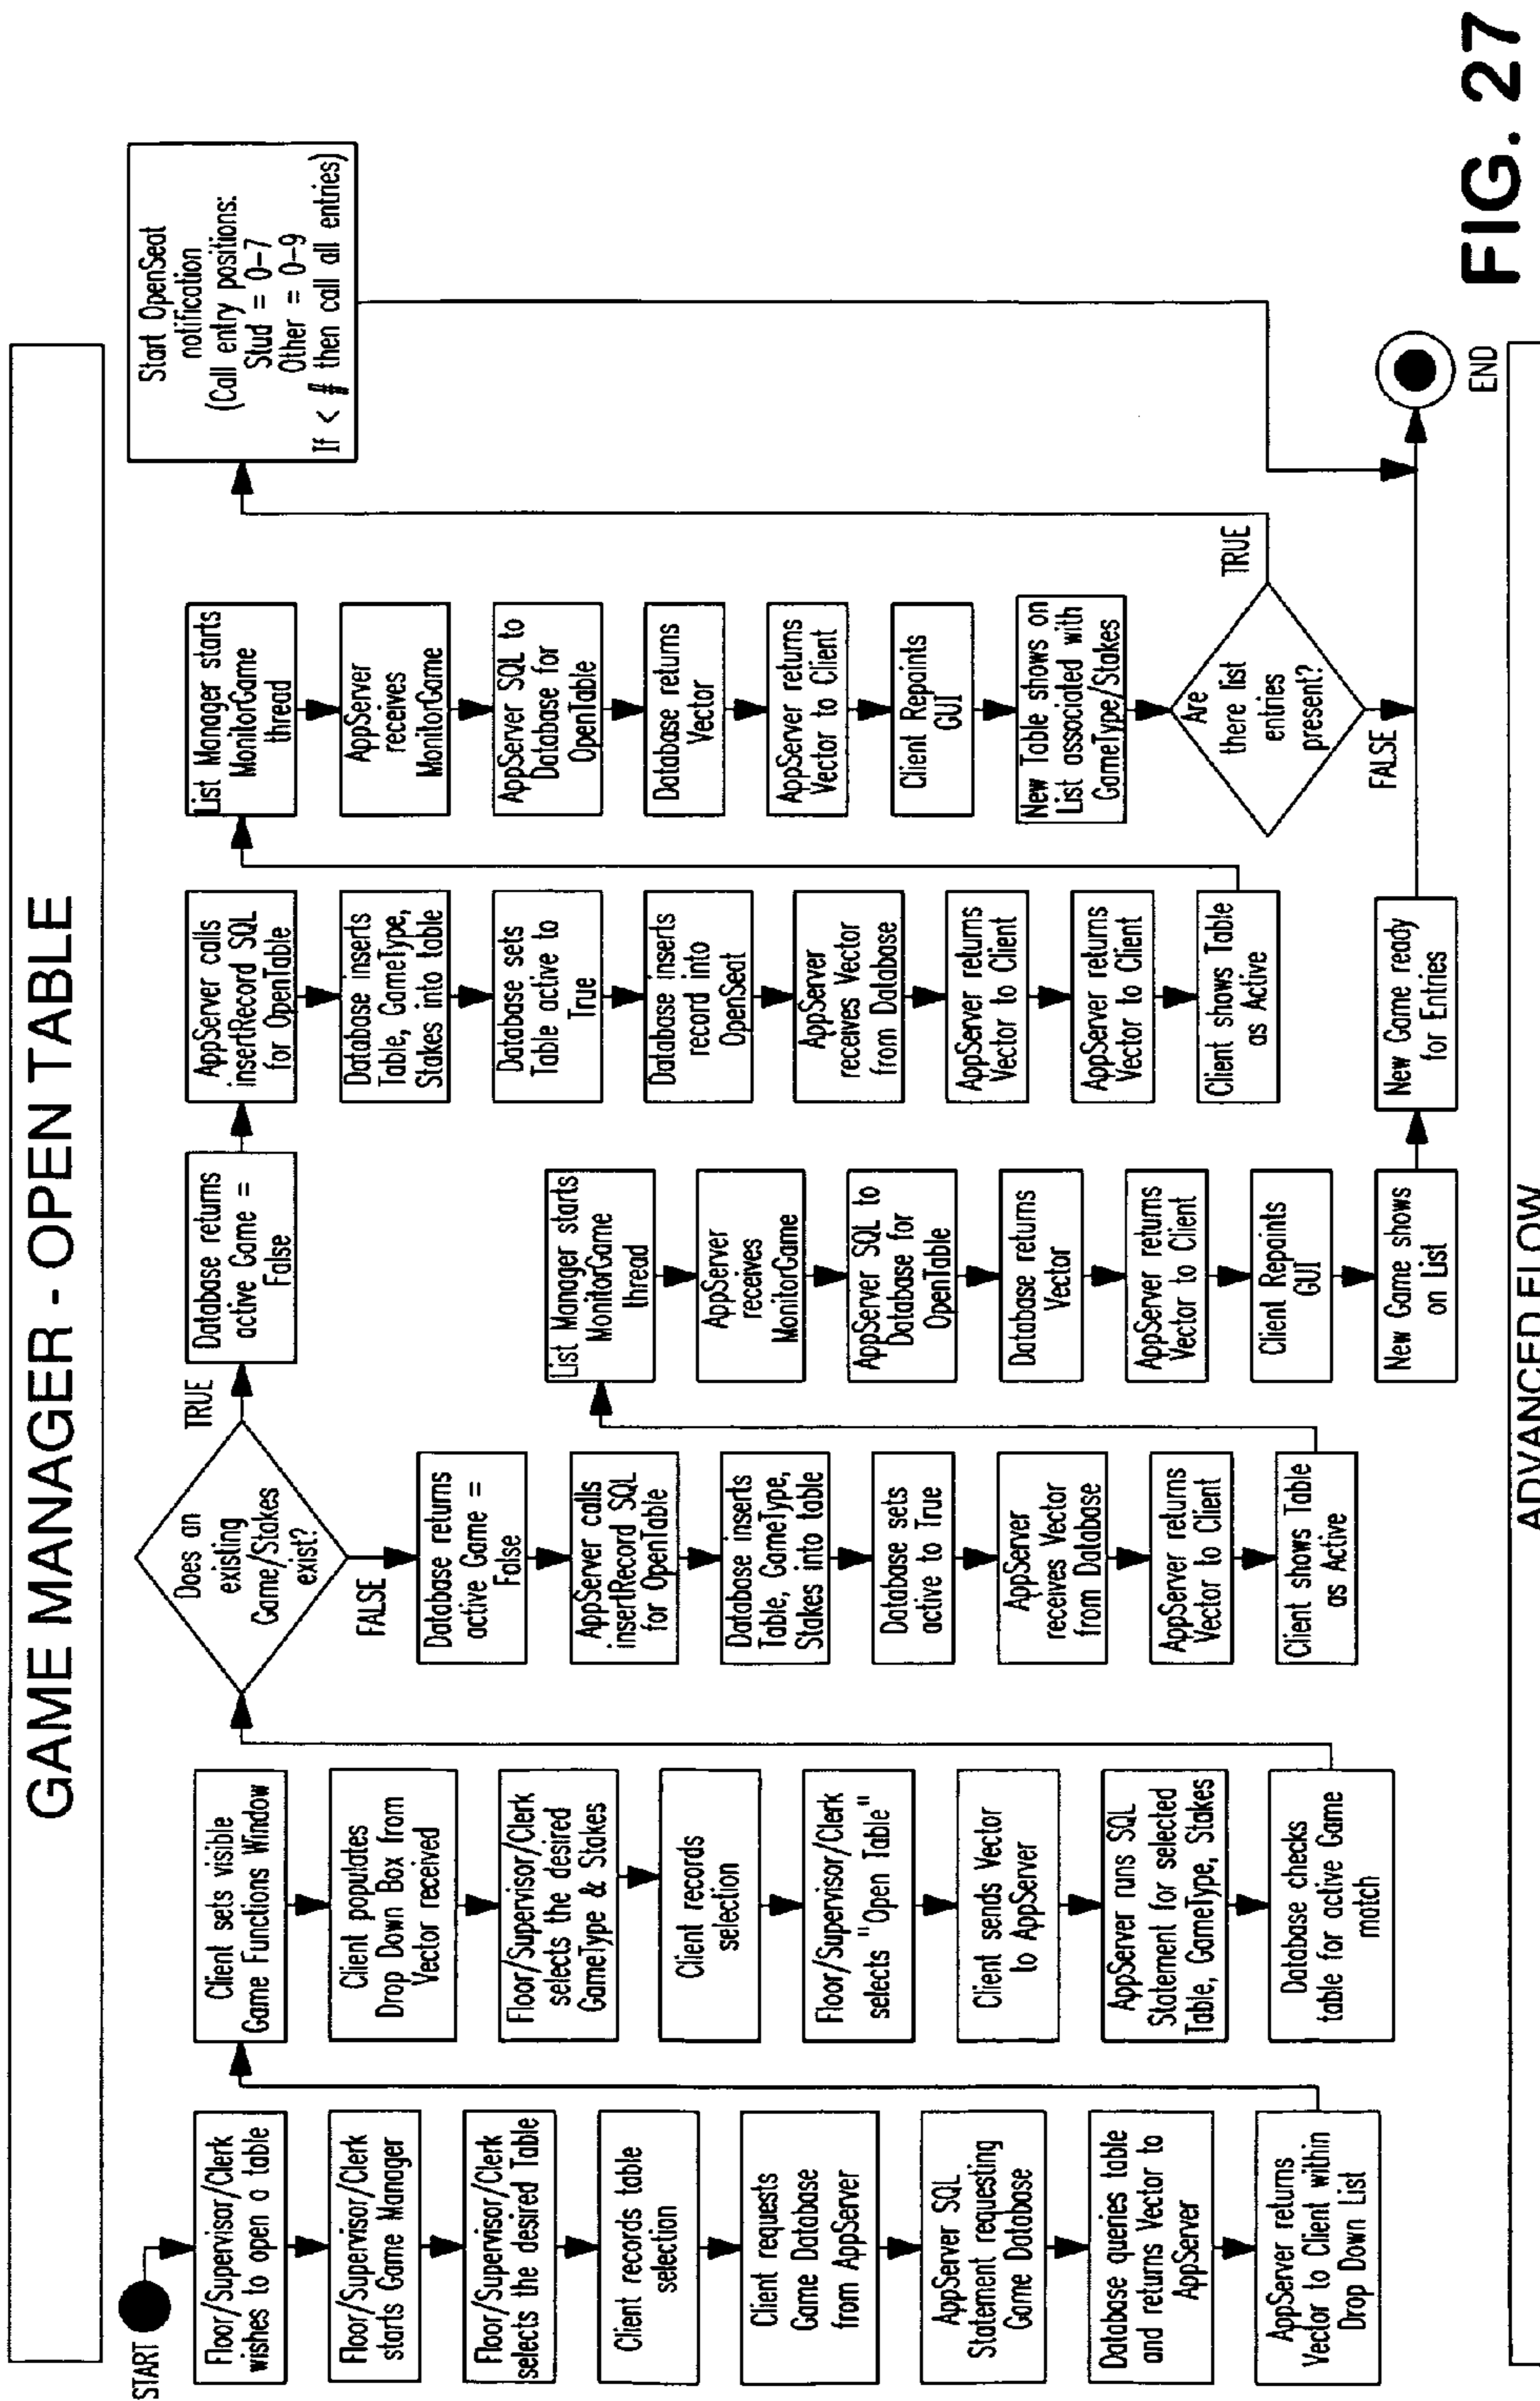 GAME MANAGER - OPEN TABLE
START
Floor/Supervisor/Clerk
wishes to open a table
Floor/Supervisor/Clerk
starts Game Manager
Floor/Supervisor/Clerk
selects the desired Table
Client records table
selection
Client requests
Game Database
from AppServer
AppServer SQL
Statement requesting
Game Database
Database queries table
and returns Vector to
AppServer
AppServer returns
Vector to Client within
Drop Down List
Client sets visible
Game Functions Window
Client populates
Drop Down Box from
Vector received
Floor/Supervisor/Clerk
selects the desired
GameType & Stakes
Client records
selection
Floor/Supervisor/Clerk
selects "Open Table"
Client sends Vector
to AppServer
AppServer runs SQL
Statement for selected
Table, GameType, Stakes
Database checks
table for active Game
match
Does an
existing
Game/Stakes
exist?
TRUE
FALSE
Database returns
active Game =
False
AppServer calls
insertRecord SQL
for OpenTable
Database inserts
Table, GameType,
Stakes into table
Database sets
active to True
AppServer
receives Vector
from Database
AppServer returns
Vector to Client
Client shows Table
as Active
Database returns
active Game =
False
List Manager starts
MonitorGame
thread
AppServer
receives
MonitorGame
AppServer SQL to
Database for
OpenTable
Database returns
Vector
AppServer returns
Vector to Client
Client Repaints
GUI
New Game shows
on List
AppServer calls
insertRecord SQL
for OpenTable
Database inserts
Table, GameType,
Stakes into table
Database sets
Table active to
True
Database inserts
record into
OpenSeat
AppServer
receives Vector
from Database
AppServer returns
Vector to Client
AppServer returns
Vector to Client
Client shows Table
as Active
New Game ready
for Entries
List Manager starts
MonitorGame
thread
AppServer
receives
MonitorGame
AppServer SQL to
Database for
OpenTable
Database returns
Vector
AppServer returns
Vector to Client
Client Repaints
GUI
New Table shows on
List associated with
GameType/Stakes
Are
there list
entries
present?
TRUE
FALSE
Start OpenSeat
notification
(Call entry positions:
Stud = 0-7
Other = 0-9
If < # then call all entries)
END
ADVANCED FLOW
FIG. 27